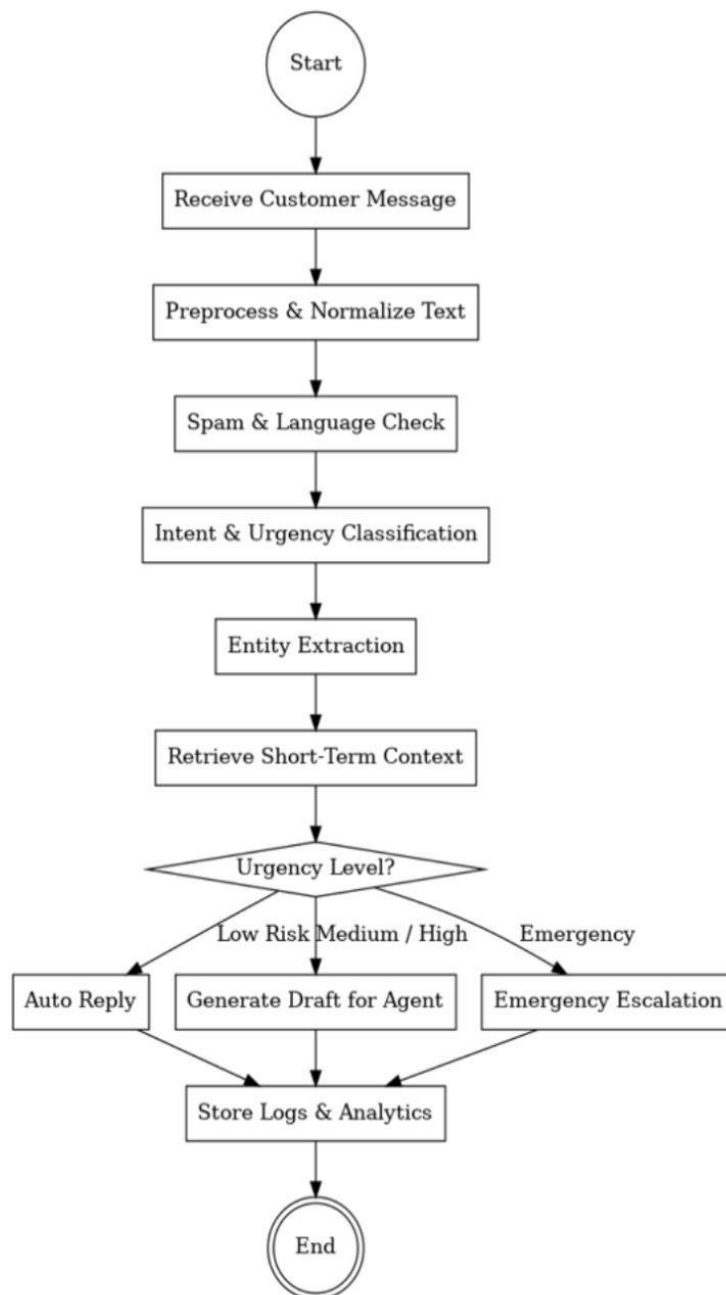 Start
Receive Customer Message
Preprocess & Normalize Text
Spam & Language Check
Intent & Urgency Classification
Entity Extraction
Retrieve Short-Term Context
Urgency Level?
Low Risk
Medium / High
Emergency
Auto Reply
Generate Draft for Agent
Emergency Escalation
Store Logs & Analytics
End